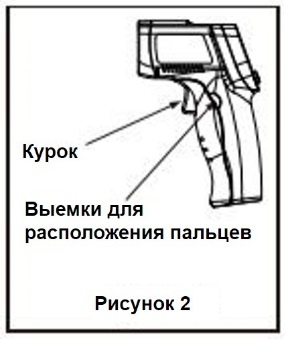 Курок
Выемки для
расположения пальцев
Рисунок 2